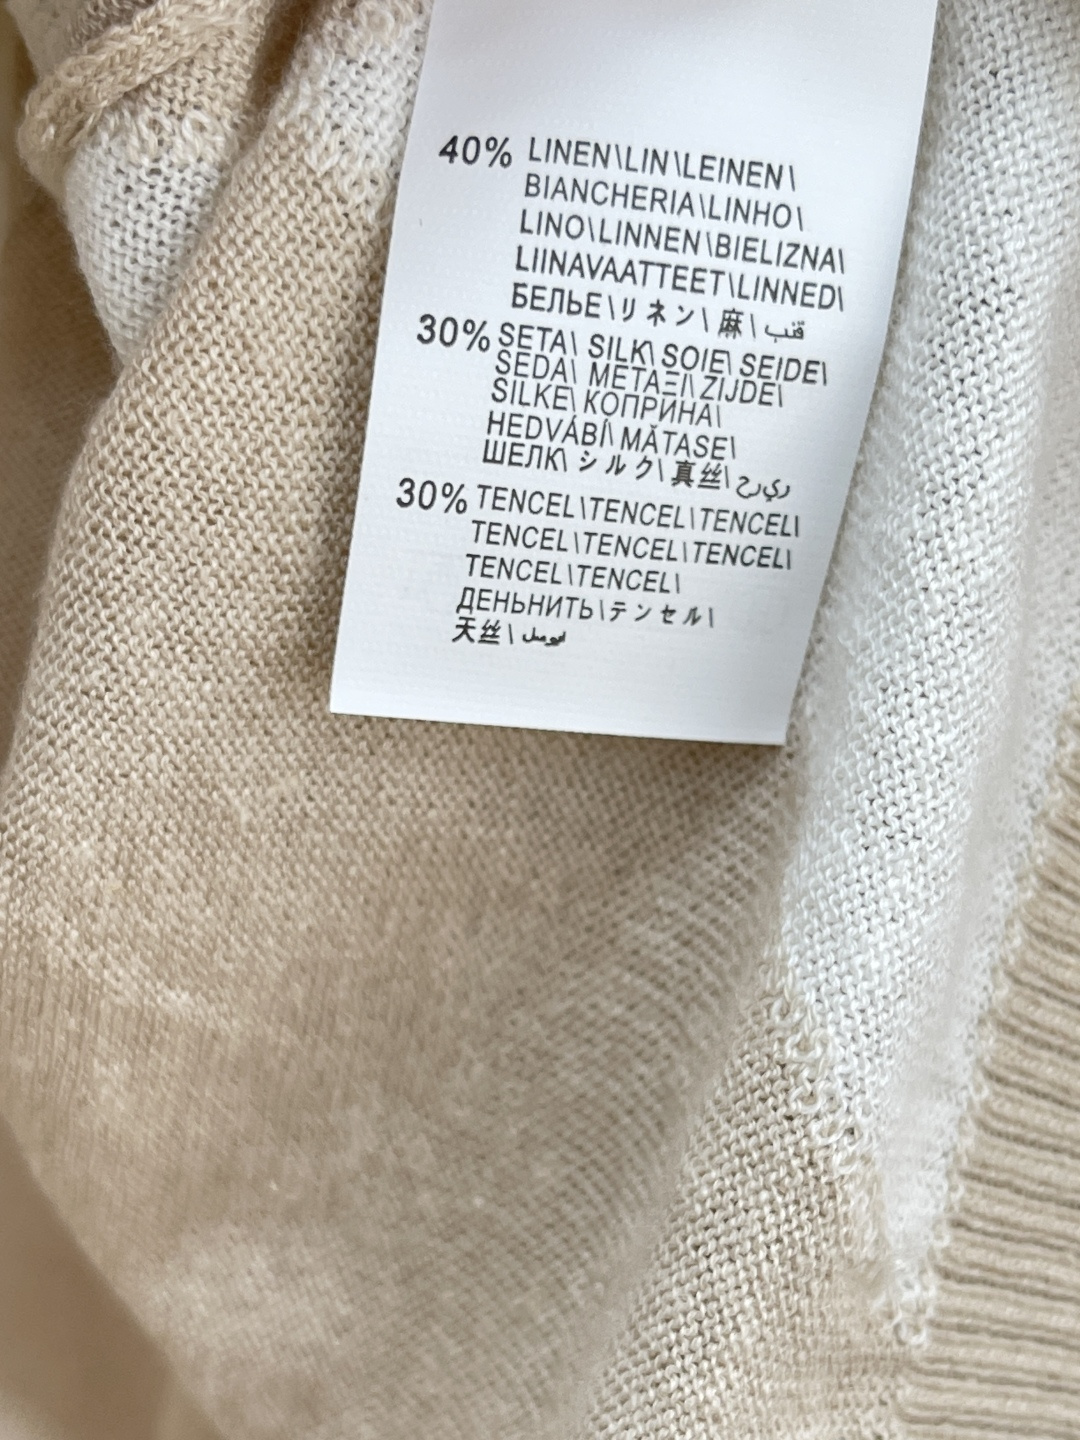 40% LINEN\LIN\LEINEN\
BIANCHERIA\LINHO\
LINO\LINNEN\BIELIZNA\
LIINAVAATTEET\LINNED\
БЕЛЬЕ\リネン\麻\قنب
30% SETA\ SILK\ SOIE\ SEIDE\
SEDA\ ΜΕΤΑΞΙ\ ZIJDE\
SILKE\ КОПРИНА\
HEDVÁBÍ\ MĂTASE\
ШЕЛК\ シルク\ 真丝\
30% TENCEL\TENCEL\TENCEL\
TENCEL\TENCEL\TENCEL\
TENCEL\TENCEL\
ДЕНЬНИТЬ\テンセル\
天丝\